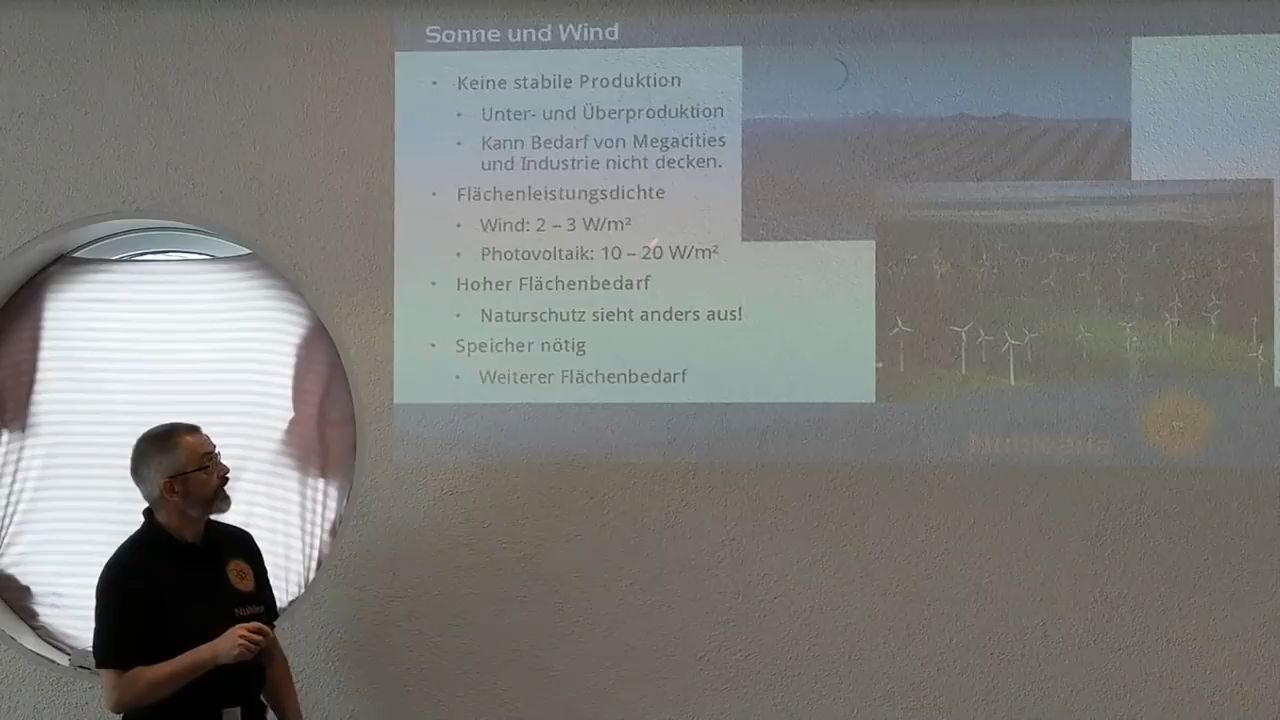 Sonne und Wind
• Keine stabile Produktion
• Unter- und Überproduktion
• Kann Bedarf von Megacities
und Industrie nicht decken.
• Flächenleistungsdichte
• Wind: 2 – 3 W/m²
• Photovoltaik: 10 – 20 W/m²
• Hoher Flächenbedarf
• Naturschutz sieht anders aus!
• Speicher nötig
• Weiterer Flächenbedarf